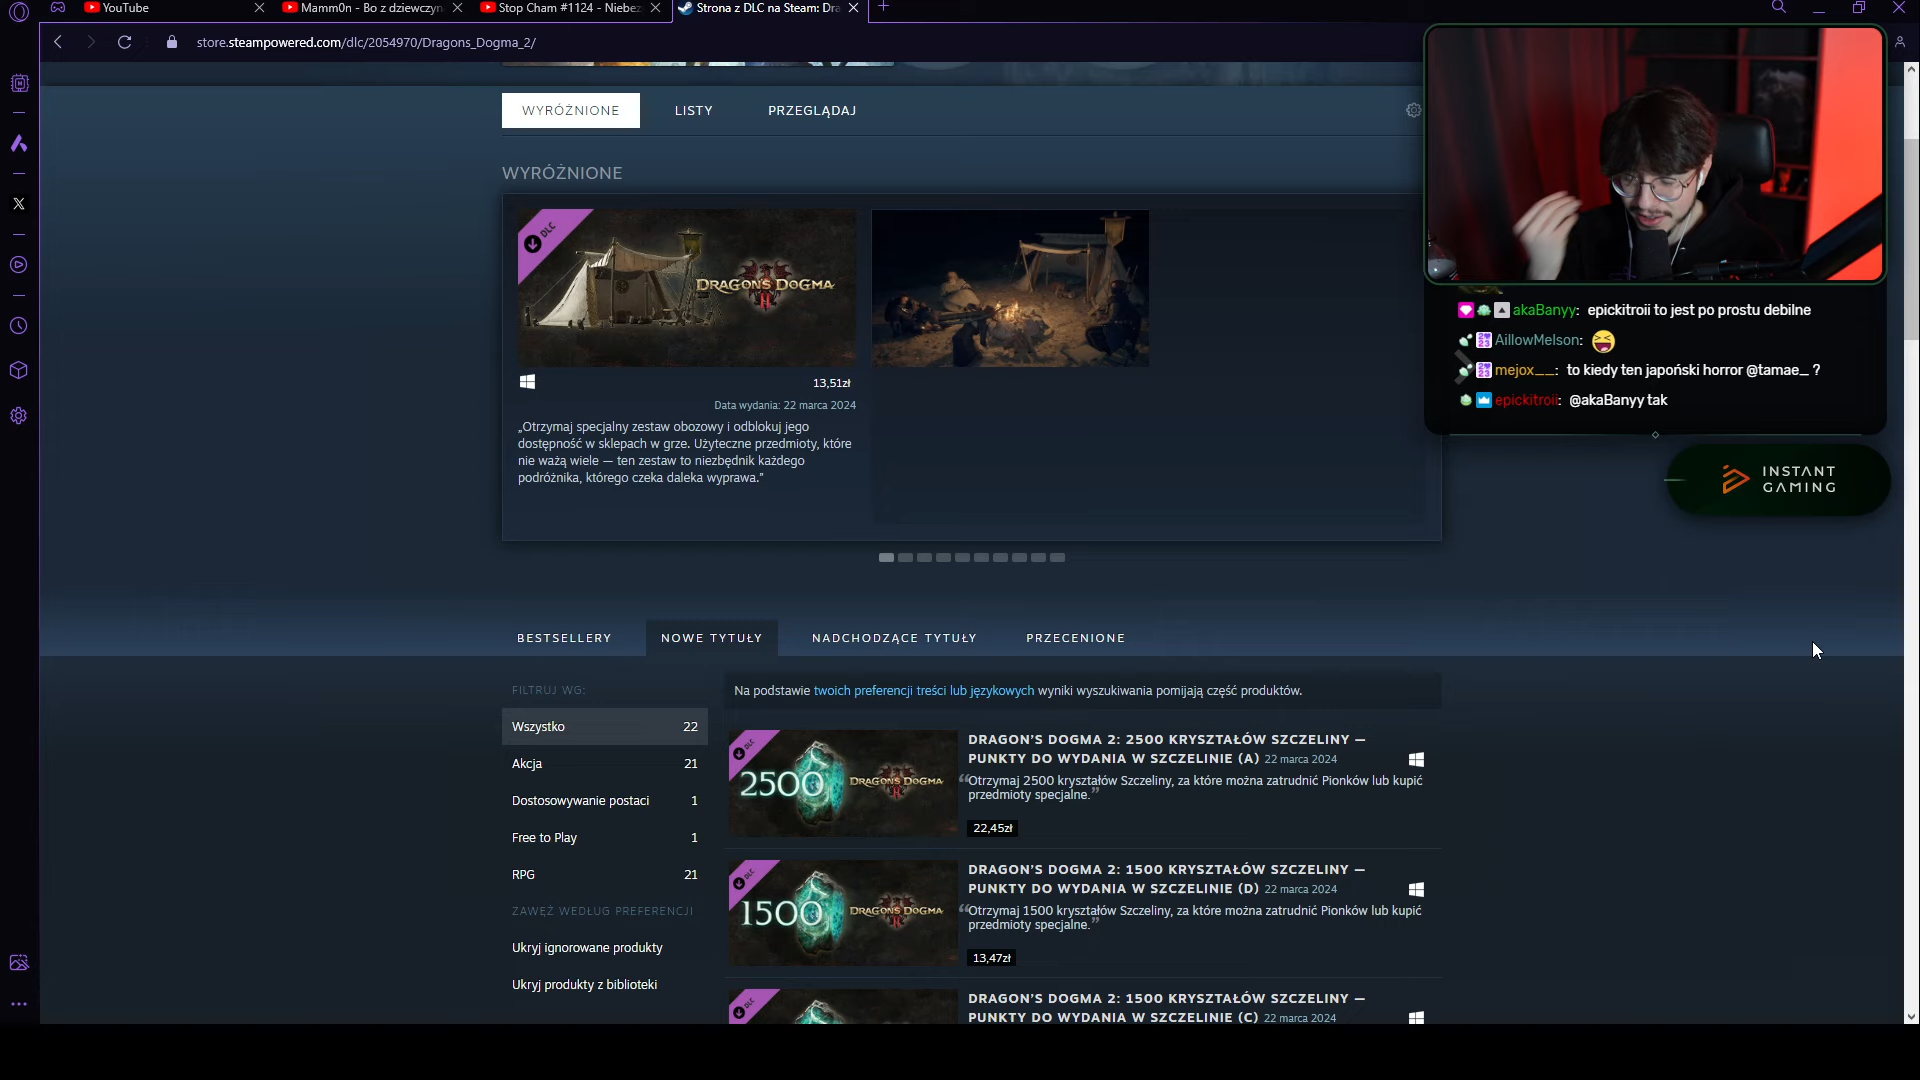 YouTube
Mamm0n - Bo z dziewczyn
Stop Cham #1124 - Niebez
Strona z DLC na Steam: Dra
store.steampowered.com/dlc/2054970/Dragons_Dogma_2/
WYRÓŻNIONE
LISTY
PRZEGLĄDAJ
WYRÓŻNIONE
DLC
DRAGON'S DOGMA
13,51zł
Data wydania: 22 marca 2024
„Otrzymaj specjalny zestaw obozowy i odblokuj jego
dostępność w sklepach w grze. Użyteczne przedmioty, które
nie ważą wiele — ten zestaw to niezbędnik każdego
podróżnika, którego czeka daleka wyprawa.”
akaBanyy: epickitroii to jest po prostu debilne
AillowMelson:
mejox__: to kiedy ten japoński horror @tamae_ ?
epickitroii: @akaBanyy tak
INSTANT
GAMING
BESTSELLERY
NOWE TYTUŁY
NADCHODZĄCE TYTUŁY
PRZECENIONE
FILTRUJ WG:
Wszystko 22
Akcja 21
Dostosowywanie postaci 1
Free to Play 1
RPG 21
ZAWĘŹ WEDŁUG PREFERENCJI
Ukryj ignorowane produkty
Ukryj produkty z biblioteki
Na podstawie twoich preferencji treści lub językowych wyniki wyszukiwania pomijają część produktów.
DLC
2500
DRAGON'S DOGMA
DRAGON'S DOGMA 2: 2500 KRYSZTAŁÓW SZCZELINY —
PUNKTY DO WYDANIA W SZCZELINIE (A) 22 marca 2024
“Otrzymaj 2500 kryształów Szczeliny, za które można zatrudnić Pionków lub kupić
przedmioty specjalne.”
22,45zł
DLC
1500
DRAGON'S DOGMA
DRAGON'S DOGMA 2: 1500 KRYSZTAŁÓW SZCZELINY —
PUNKTY DO WYDANIA W SZCZELINIE (D) 22 marca 2024
“Otrzymaj 1500 kryształów Szczeliny, za które można zatrudnić Pionków lub kupić
przedmioty specjalne.”
13,47zł
DLC
DRAGON'S DOGMA 2: 1500 KRYSZTAŁÓW SZCZELINY —
PUNKTY DO WYDANIA W SZCZELINIE (C) 22 marca 2024